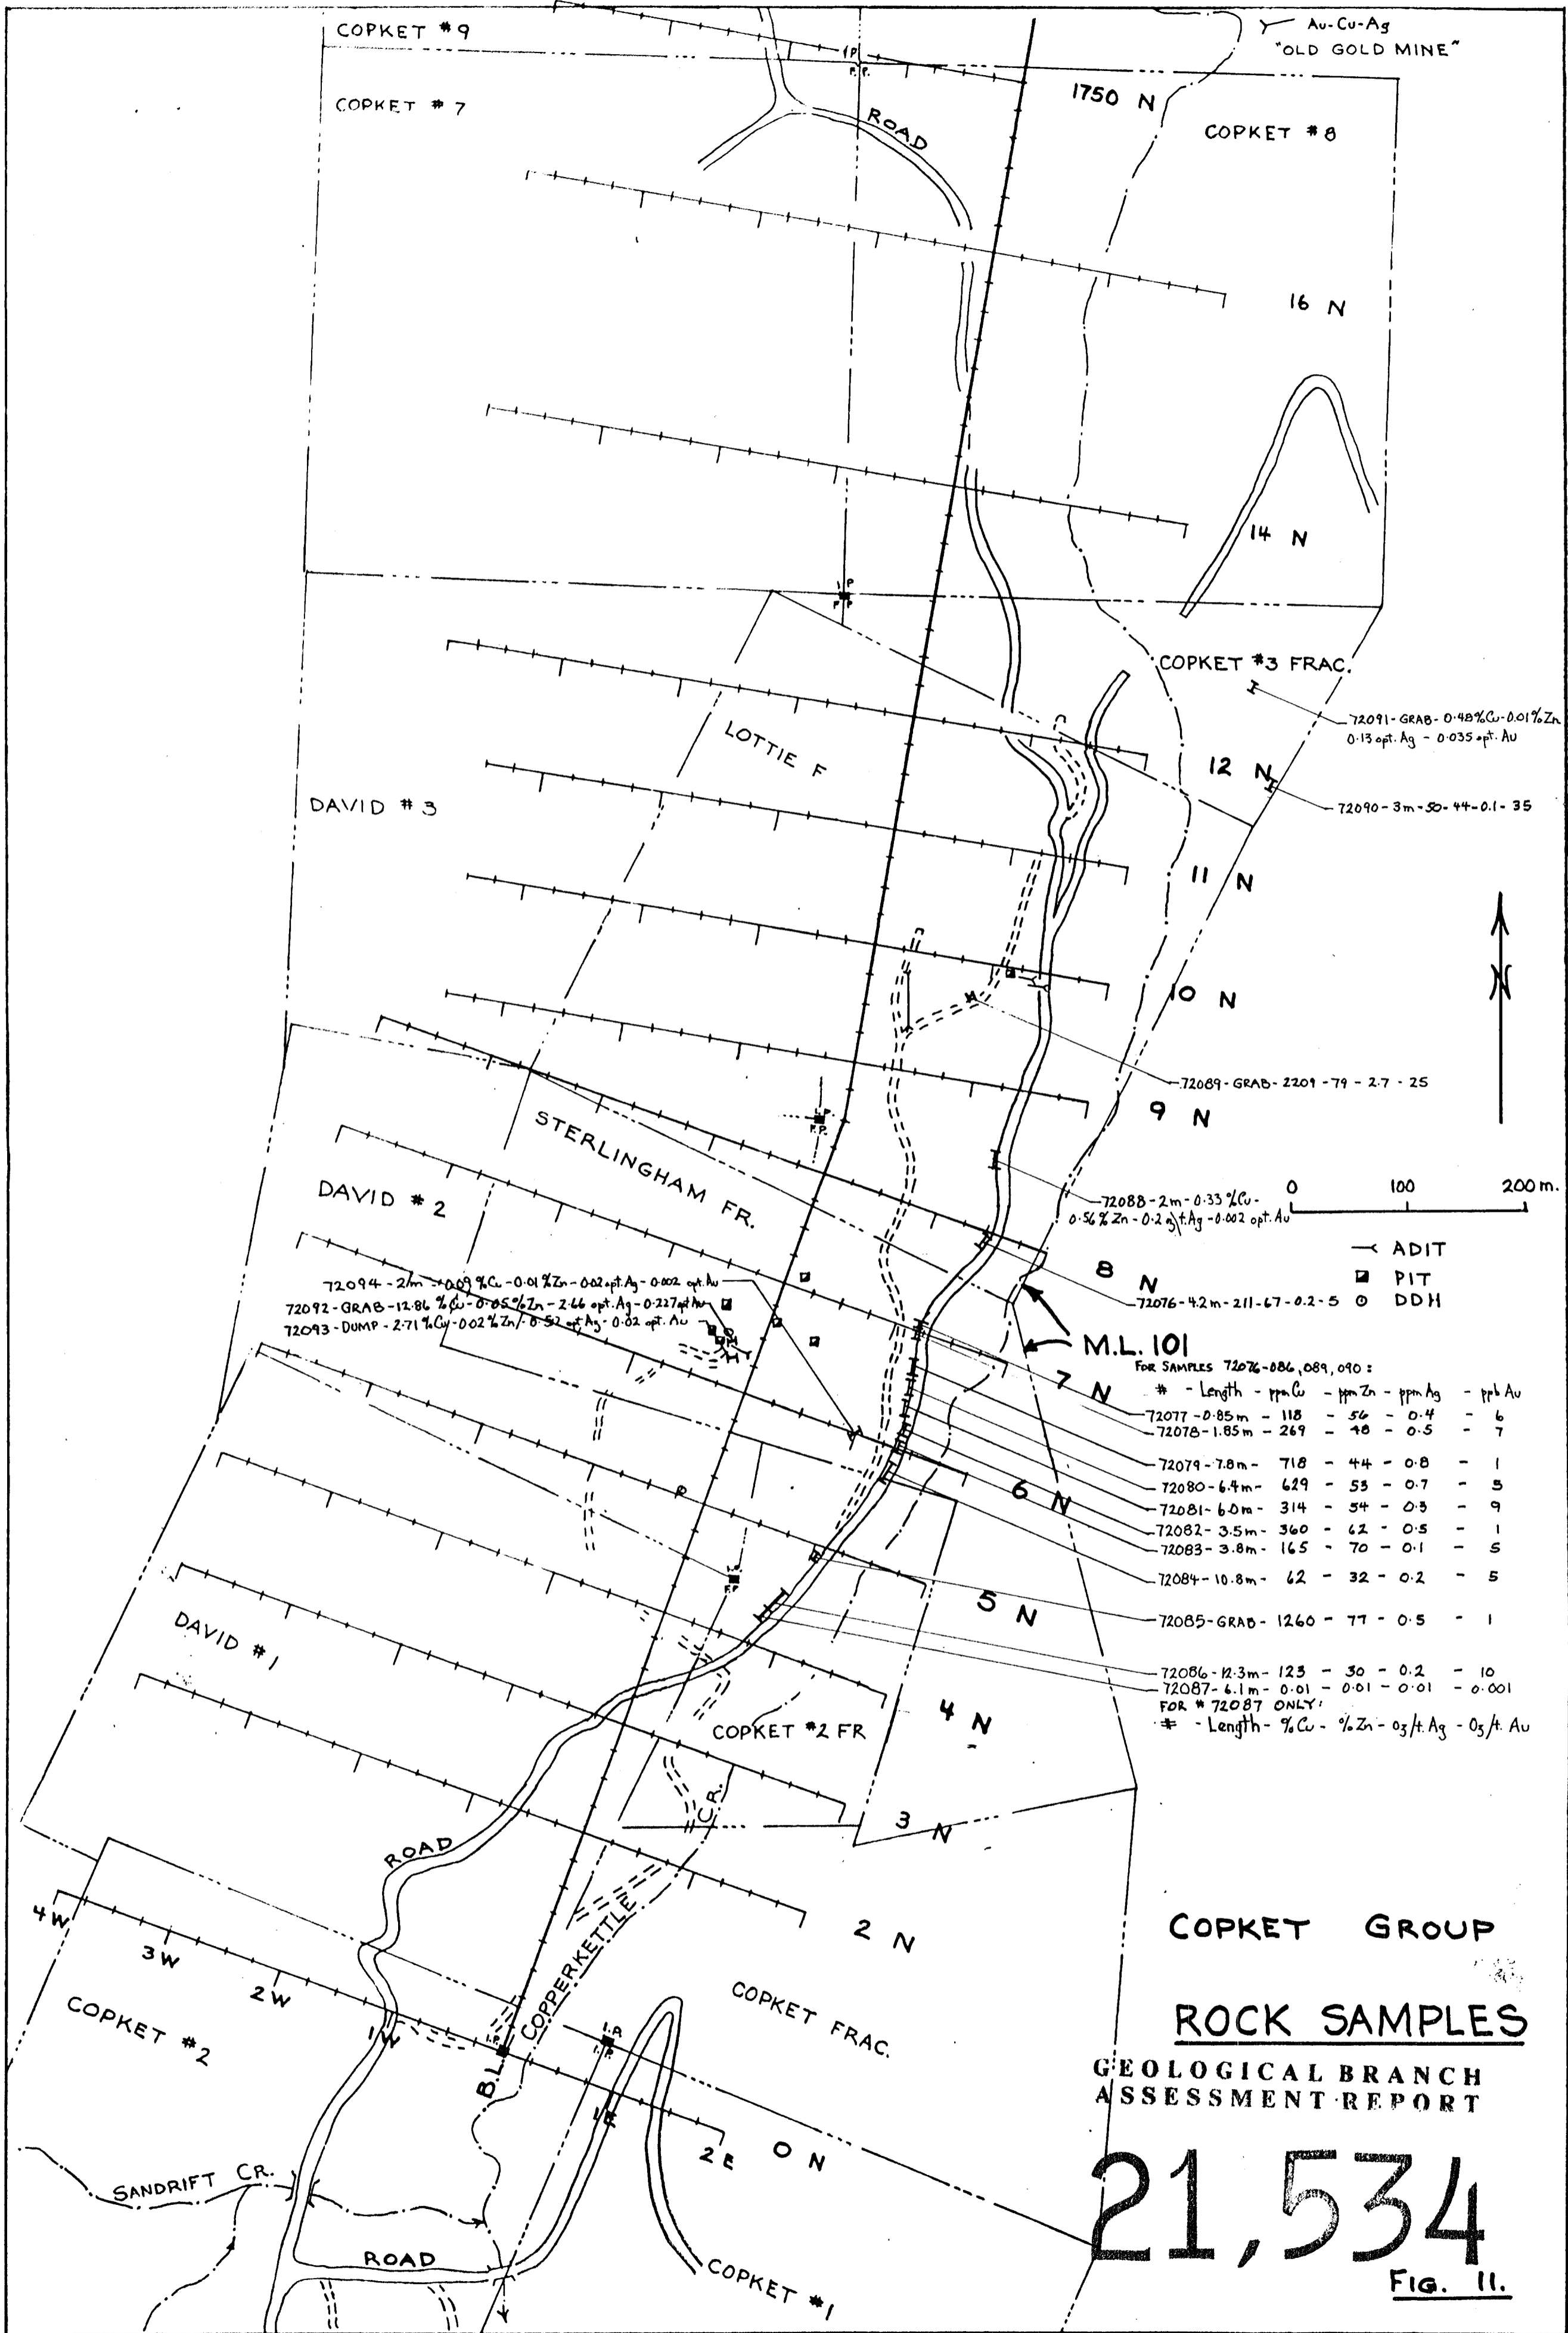 COPKET #9
Au-Cu-Ag
"OLD GOLD MINE"
I.P.
F.P.
1750 N
COPKET #7
COPKET #8
ROAD
16 N
14 N
COPKET #3 FRAC.
72091-GRAB-0.48%Cu-0.01%Zn
0.13 opt. Ag - 0.035 opt. Au
LOTTIE F
12 N
DAVID #3
72090-3m-50-44-0.1-35
11 N
N
10 N
72089-GRAB-2209-79-2.7-25
9 N
STERLINGHAM FR.
DAVID #2
72088-2m-0.33%Cu-
0.56%Zn-0.2 g/t.Ag-0.002 opt. Au
0 100 200 m.
ADIT
PIT
DDH
8 N
72076-4.2m-211-67-0.2-5
72094-2m-0.09%Cu-0.01%Zn-0.02 opt. Ag-0.002 opt. Au
72092-GRAB-12.86%Cu-0.05%Zn-2.66 opt. Ag-0.227 opt Au
72093-DUMP-2.71%Cu-0.02%Zn-0.52 opt Ag-0.02 opt. Au
M.L. 101
FOR SAMPLES 72076-086, 089, 090:
7 N
# - Length - ppm Cu - ppm Zn - ppm Ag - ppb Au
72077-0.85m - 118 - 56 - 0.4 - 6
72078-1.85m - 269 - 48 - 0.5 - 7
72079-7.8m - 718 - 44 - 0.8 - 1
72080-6.4m - 629 - 53 - 0.7 - 3
6 N
72081-6.0m - 314 - 54 - 0.3 - 9
72082-3.5m - 360 - 62 - 0.5 - 1
72083-3.8m - 165 - 70 - 0.1 - 5
72084-10.8m - 62 - 32 - 0.2 - 5
5 N
72085-GRAB - 1260 - 77 - 0.5 - 1
72086-12.3m - 123 - 30 - 0.2 - 10
72087-6.1m - 0.01 - 0.01 - 0.01 - 0.001
FOR #72087 ONLY:
# - Length - %Cu - %Zn - oz/t. Ag - oz/t. Au
DAVID #1
4 N
COPKET #2 FR
3 N
ROAD
2 N
COPPERKETTLE CR.
4W
3W
2W
1W
COPKET #2
B.L.
I.P.
COPKET FRAC.
2E
0 N
SANDRIFT CR.
ROAD
COPKET #1
COPKET GROUP
ROCK SAMPLES
GEOLOGICAL BRANCH
ASSESSMENT REPORT
21,534
FIG. 11.